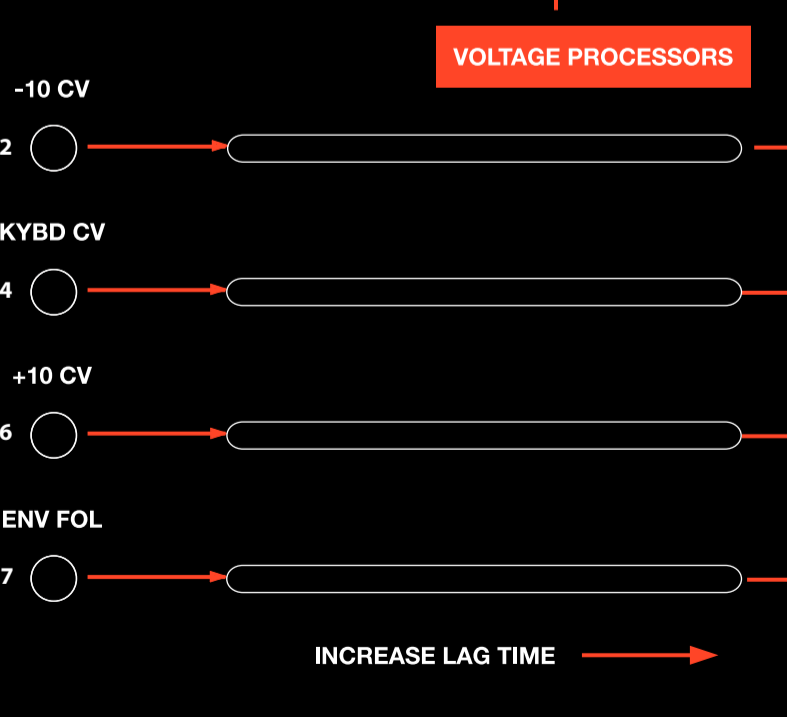 VOLTAGE PROCESSORS
-10 CV
2
KYBD CV
4
+10 CV
6
ENV FOL
7
INCREASE LAG TIME